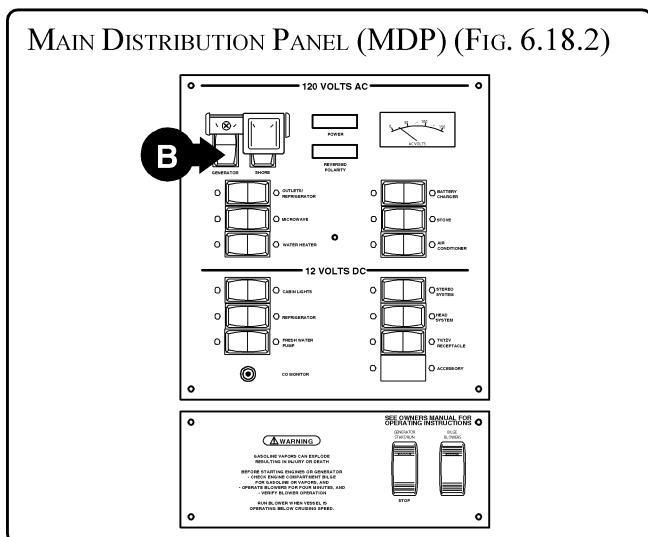 MAIN DISTRIBUTION PANEL (MDP) (FIG. 6.18.2)
120 VOLTS AC
POWER
0 50 100 150
AC VOLTS
B
GENERATOR
SHORE
REVERSED
POLARITY
OUTLETS/
REFRIGERATOR
BATTERY
CHARGER
MICROWAVE
STOVE
WATER HEATER
AIR
CONDITIONER
12 VOLTS DC
CABIN LIGHTS
STEREO
SYSTEM
REFRIGERATOR
HEAD
SYSTEM
FRESH WATER
PUMP
TV/12V
RECEPTACLE
CO MONITOR
ACCESSORY
SEE OWNERS MANUAL FOR
OPERATING INSTRUCTIONS
GENERATOR
START/RUN
BILGE
BLOWERS
STOP
WARNING
GASOLINE VAPORS CAN EXPLODE
RESULTING IN INJURY OR DEATH
BEFORE STARTING ENGINES OR GENERATOR
- CHECK ENGINE COMPARTMENT BILGE
FOR GASOLINE OR VAPORS, AND
- OPERATE BLOWERS FOR FOUR MINUTES, AND
- VERIFY BLOWER OPERATION
RUN BLOWER WHEN VESSEL IS
OPERATING BELOW CRUISING SPEED.